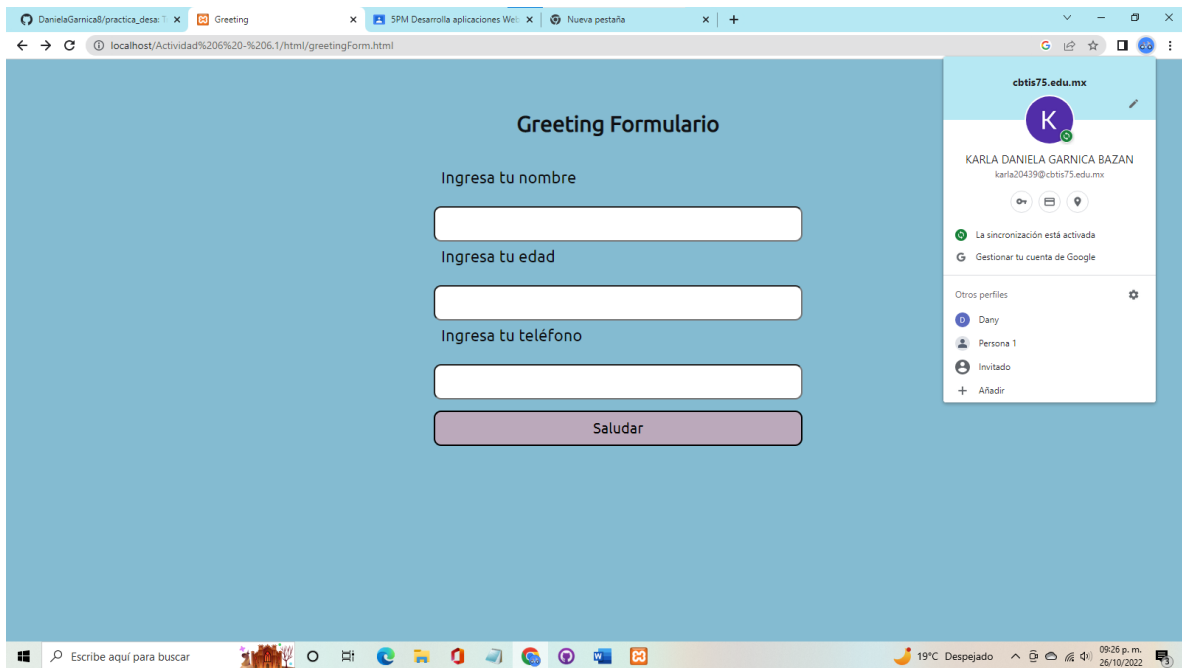 DanielaGarnica8/practica_desa: T
Greeting
5PM Desarrolla aplicaciones Web
Nueva pestaña
localhost/Actividad%206%20-%206.1/html/greetingForm.html
cbtis75.edu.mx
K
KARLA DANIELA GARNICA BAZAN
karla20439@cbtis75.edu.mx
La sincronización está activada
G Gestionar tu cuenta de Google
Otros perfiles
D Dany
Persona 1
Invitado
Añadir
Greeting Formulario
Ingresa tu nombre
Ingresa tu edad
Ingresa tu teléfono
Saludar
Escribe aquí para buscar
19°C Despejado
09:26 p. m.
26/10/2022
3